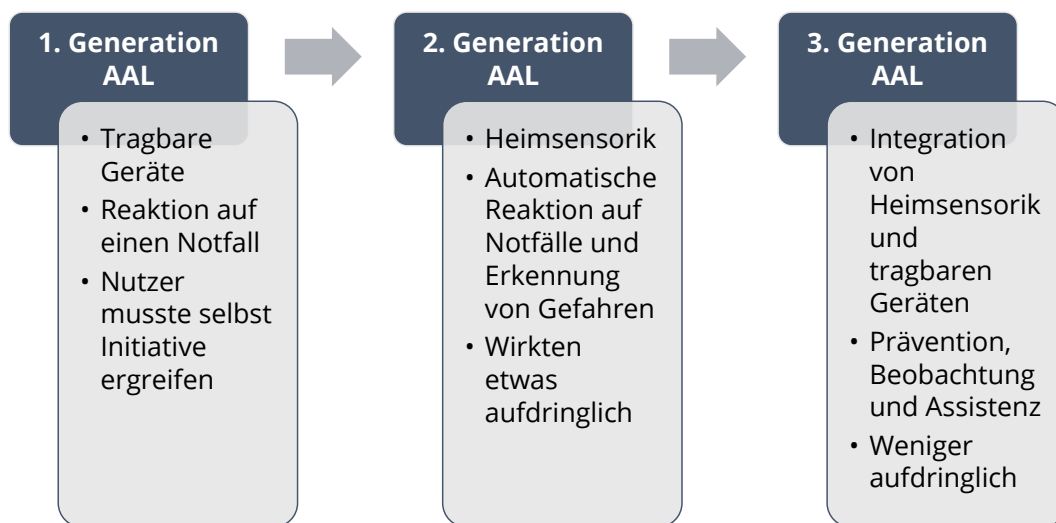 1. Generation
AAL
• Tragbare
Geräte
• Reaktion auf
einen Notfall
• Nutzer
musste selbst
Initiative
ergreifen
2. Generation
AAL
• Heimsensorik
• Automatische
Reaktion auf
Notfälle und
Erkennung
von Gefahren
• Wirkten
etwas
aufdringlich
3. Generation
AAL
• Integration
von
Heimsensorik
und
tragbaren
Geräten
• Prävention,
Beobachtung
und Assistenz
• Weniger
aufdringlich